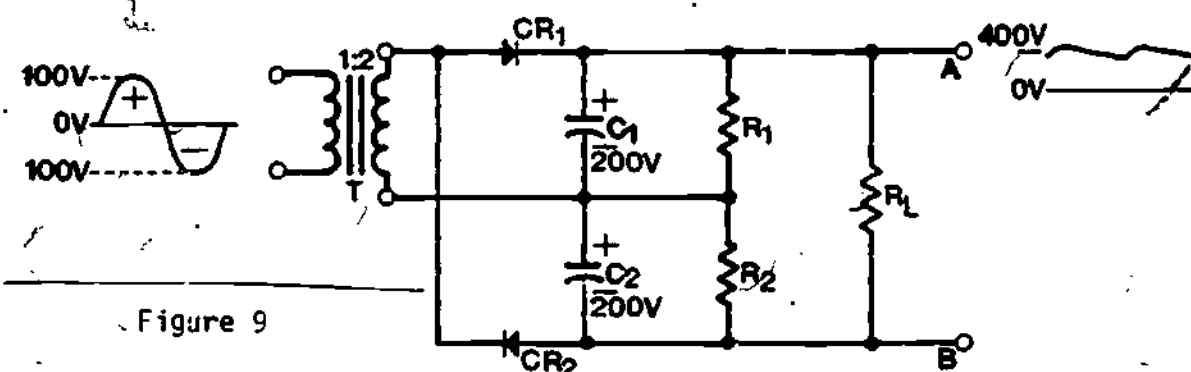 CR1
1:2
400V
A
0V
100V
+
0V
−
100V
T
+
C1
200V
R1
RL
+
C2
200V
R2
Figure 9
CR2
B